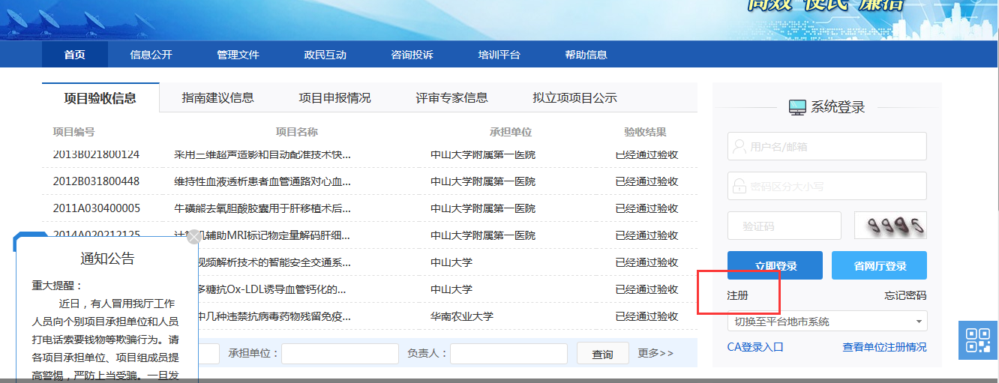 高效 便民 廉洁
首页 信息公开 管理文件 政民互动 咨询投诉 培训平台 帮助信息
项目验收信息 指南建议信息 项目申报情况 评审专家信息 拟立项项目公示
项目编号 项目名称 承担单位 验收结果
2013B021800124 采用三维超声造影和自动配准技术快... 中山大学附属第一医院 已经通过验收
2012B031800448 维持性血液透析患者血管通路对心血... 中山大学附属第一医院 已经通过验收
2011A030400005 牛磺熊去氧胆酸胶囊用于肝移植术后... 中山大学附属第一医院 已经通过验收
2014A020212125 计算机辅助MRI标记物定量解码肝细... 中山大学附属第一医院 已经通过验收
视频解析技术的智能安全交通系... 中山大学 已经通过验收
多糖抗Ox-LDL诱导血管钙化的... 中山大学 已经通过验收
中几种违禁抗病毒药物残留免疫... 华南农业大学 已经通过验收
承担单位： 负责人： 查询 更多>>
通知公告
重大提醒：
近日，有人冒用我厅工作
人员向个别项目承担单位和人员
打电话索要钱物等欺骗行为。请
各项目承担单位、项目组成员提
高警惕，严防上当受骗。一旦发
系统登录
用户名/邮箱
密码区分大小写
验证码 9995
立即登录 省网厅登录
注册 忘记密码
切换至平台地市系统
CA登录入口 查看单位注册情况